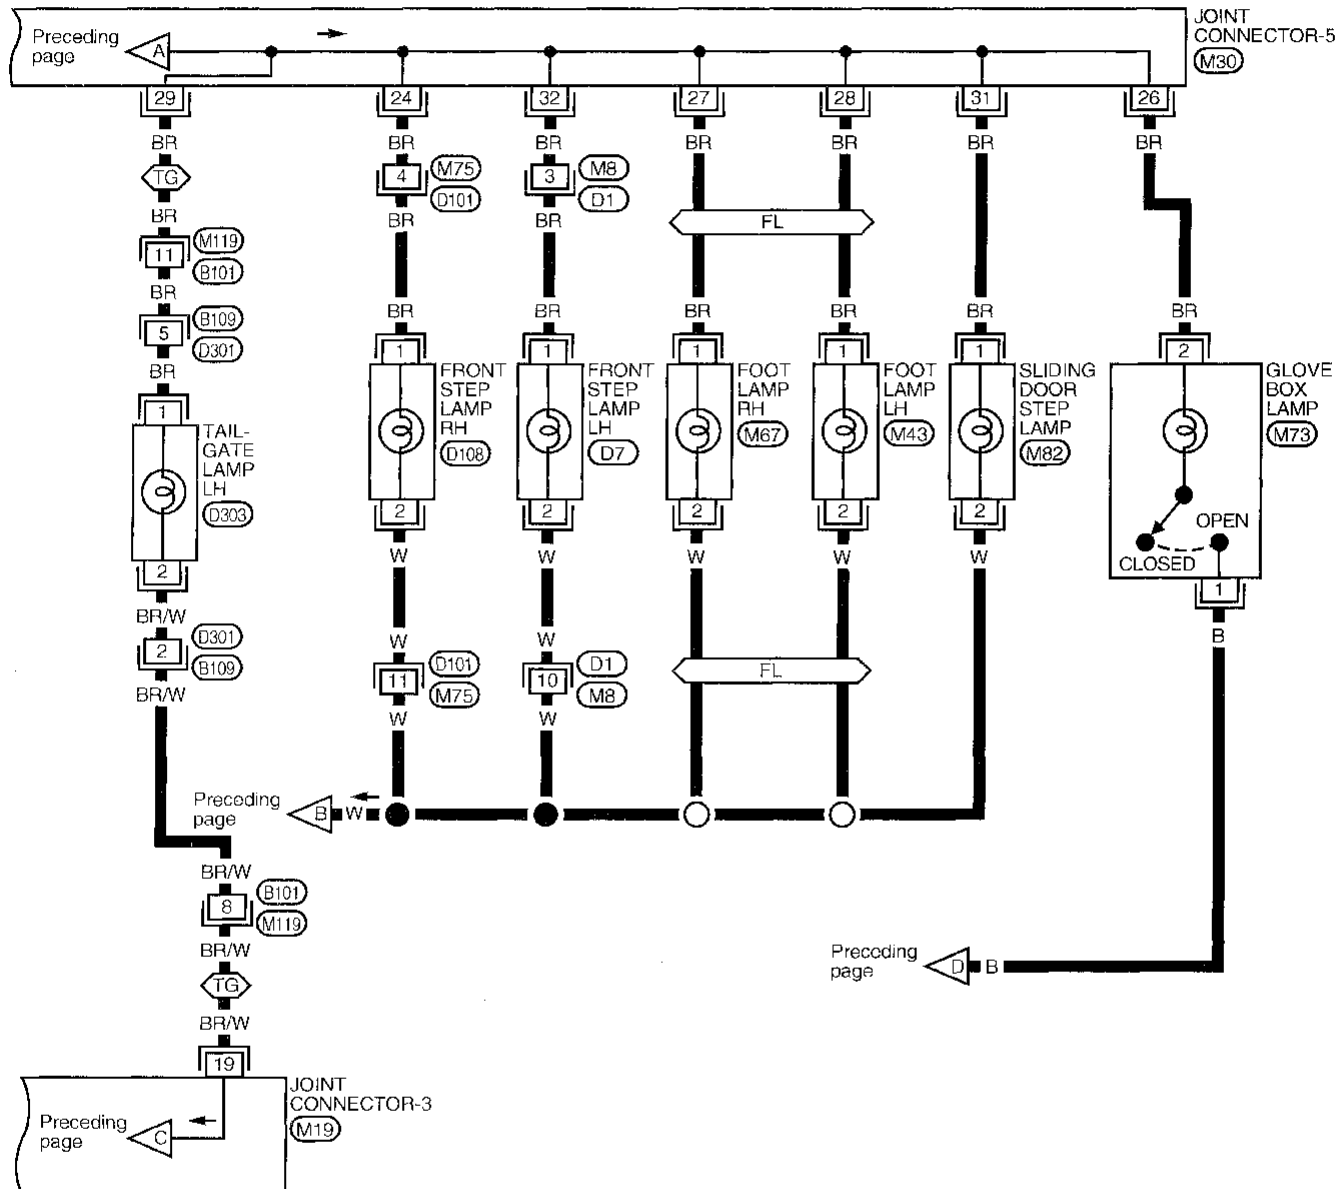 JOINT
CONNECTOR-5
M30
Preceding
page
A
29 24 32 27 28 31 26
BR BR BR BR BR BR BR
TG
4 M75
D101
3 M8
D1
BR BR BR
FL
11 M119
B101
BR
5 B109
D301
BR
BR BR BR BR BR BR
1 1 1 1 1 2
FRONT
STEP
LAMP
RH
D108
FRONT
STEP
LAMP
LH
D7
FOOT
LAMP
RH
M67
FOOT
LAMP
LH
M43
SLIDING
DOOR
STEP
LAMP
M82
GLOVE
BOX
LAMP
M73
1
TAIL-
GATE
LAMP
LH
D303
2 2 2 2 2
OPEN
CLOSED
W W W W W
2
1
BR/W
B
2 D301
B109
BR/W
W W
11 D101
M75
10 D1
M8
FL
W W
Preceding
page
B W
BR/W
8 B101
M119
BR/W
TG
BR/W
Preceding
page
D B
19
JOINT
CONNECTOR-3
M19
Preceding
page
C